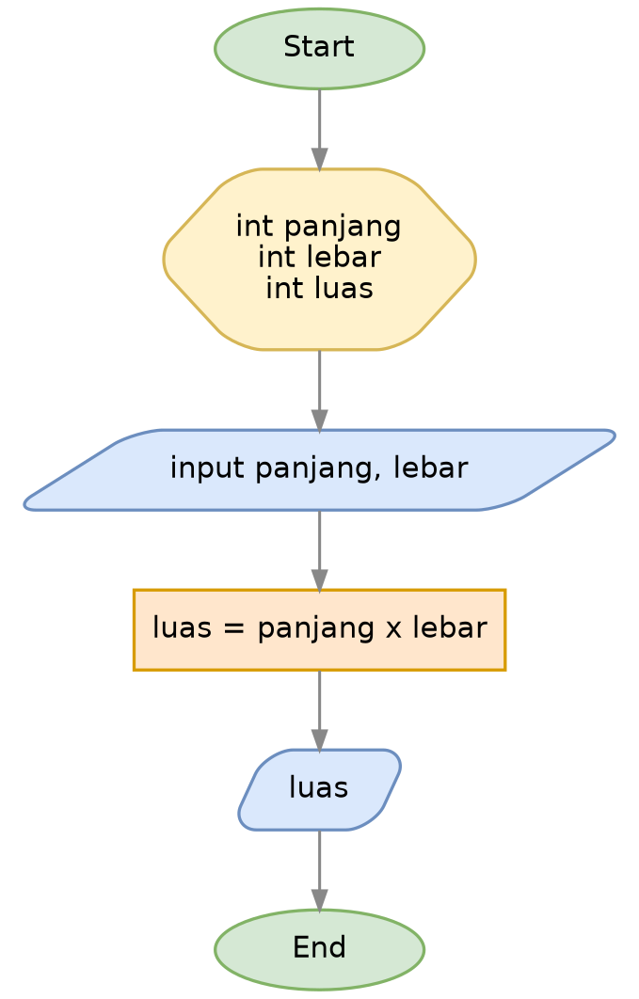 Start
int panjang
int lebar
int luas
input panjang, lebar
luas = panjang x lebar
luas
End